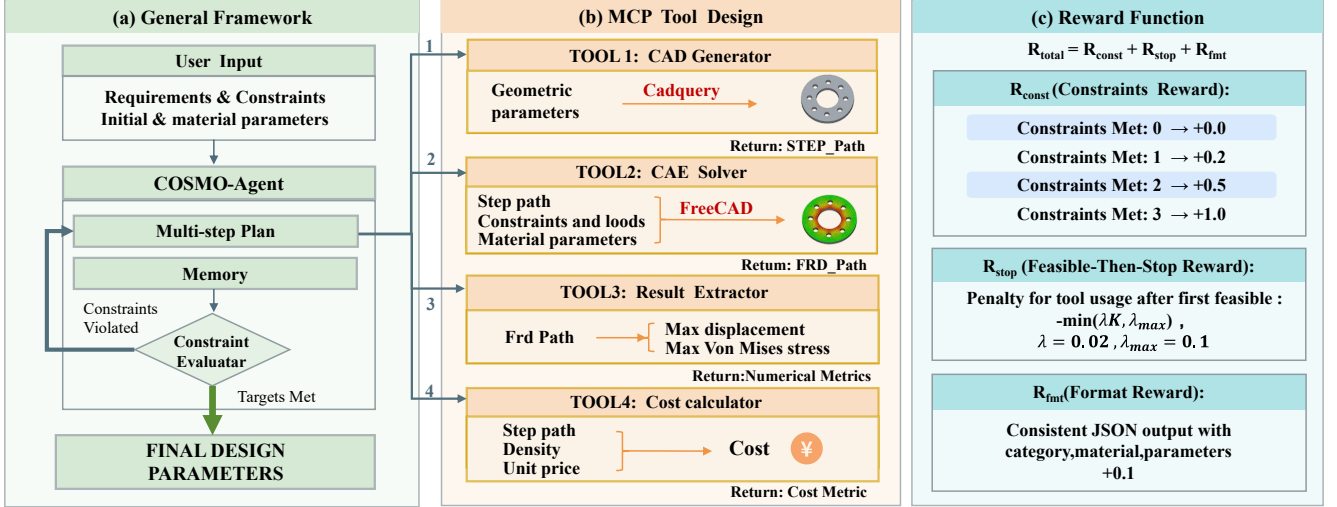 (a) General Framework
User Input
Requirements & Constraints
Initial & material parameters
COSMO-Agent
Multi-step Plan
Memory
Constraints
Violated
Constraint
Evaluatar
Targets Met
FINAL DESIGN
PARAMETERS
(b) MCP Tool Design
1
TOOL 1: CAD Generator
Geometric
parameters
Cadquery
Return: STEP_Path
2
TOOL2: CAE Solver
Step path
Constraints and loods
Material parameters
FreeCAD
Retum: FRD_Path
3
TOOL3: Result Extractor
Frd Path
Max displacement
Max Von Mises stress
Return:Numerical Metrics
4
TOOL4: Cost calculator
Step path
Density
Unit price
Cost
¥
Return: Cost Metric
(c) Reward Function
R_total = R_const + R_stop + R_fmt
R_const (Constraints Reward):
Constraints Met: 0 → +0.0
Constraints Met: 1 → +0.2
Constraints Met: 2 → +0.5
Constraints Met: 3 → +1.0
R_stop (Feasible-Then-Stop Reward):
Penalty for tool usage after first feasible :
-min(λK, λ_max) ,
λ = 0.02 , λ_max = 0.1
R_fmt(Format Reward):
Consistent JSON output with
category,material,parameters
+0.1